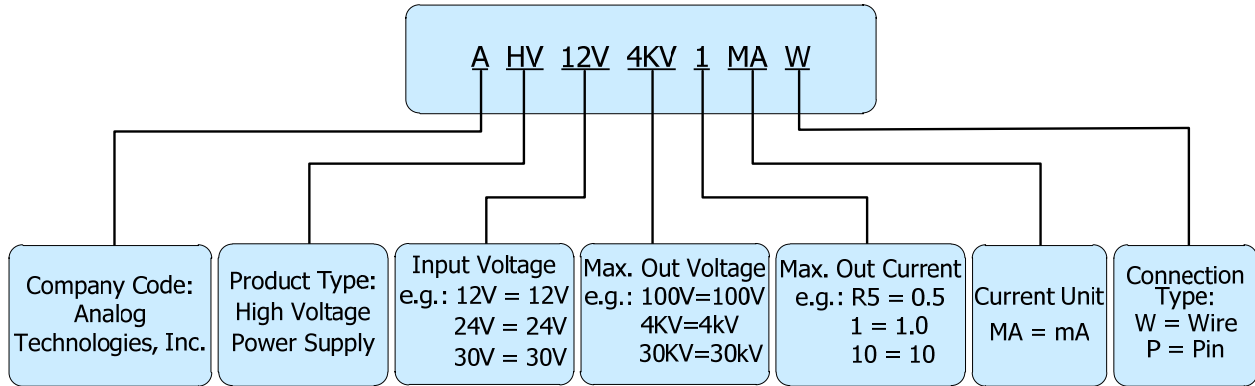 A HV 12V 4KV 1 MA W
Company Code:
Analog
Technologies, Inc.
Product Type:
High Voltage
Power Supply
Input Voltage
e.g.: 12V = 12V
24V = 24V
30V = 30V
Max. Out Voltage
e.g.: 100V=100V
4KV=4kV
30KV=30kV
Max. Out Current
e.g.: R5 = 0.5
1 = 1.0
10 = 10
Current Unit
MA = mA
Connection
Type:
W = Wire
P = Pin